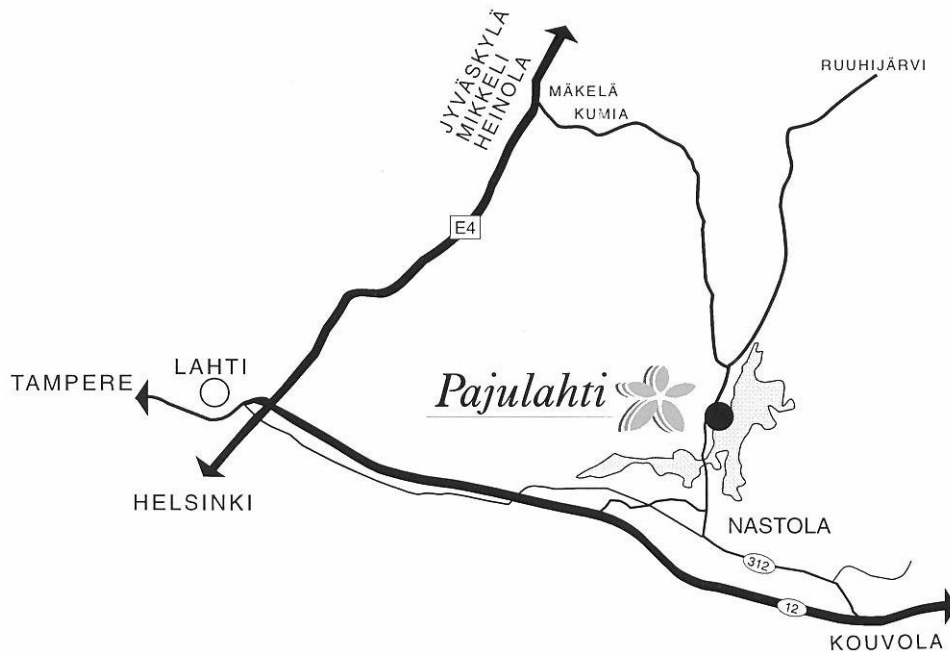 JYVÄSKYLÄ
MIKKELI
HEINOLA
MÄKELÄ
KUMIA
RUUHIJÄRVI
E4
LAHTI
TAMPERE
Pajulahti
HELSINKI
NASTOLA
312
12
KOUVOLA